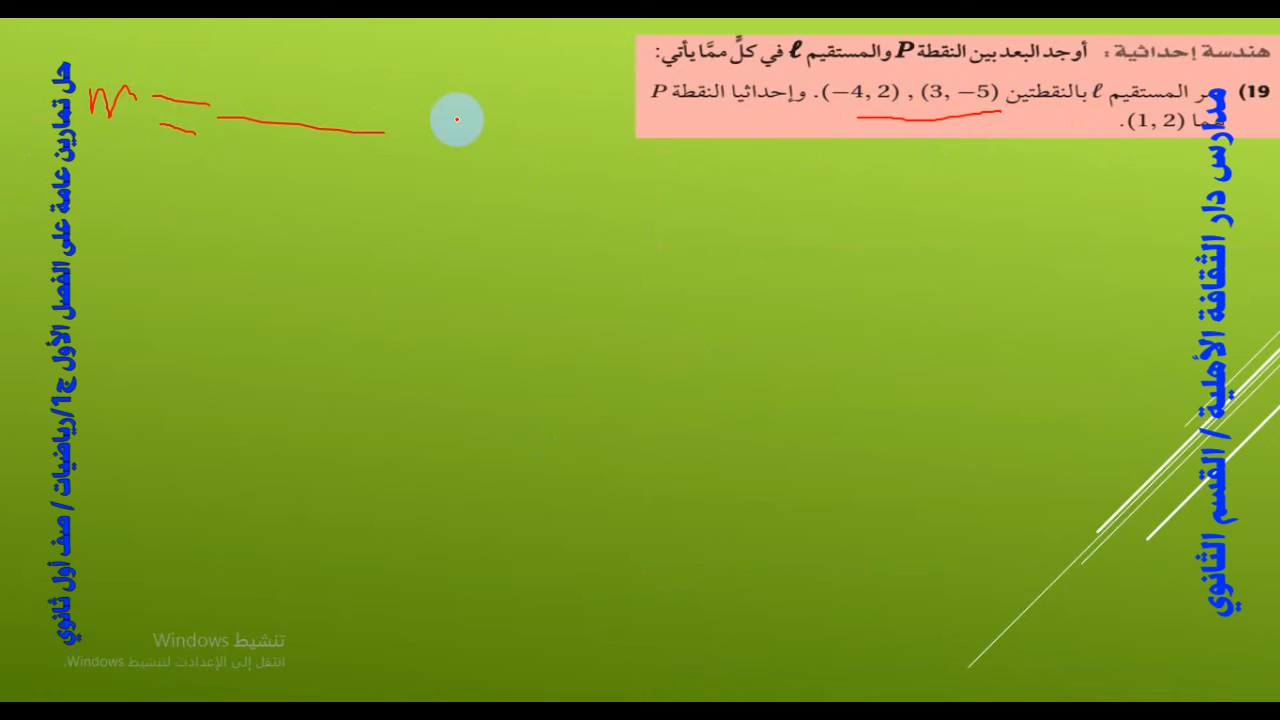 هندسة إحداثية : أوجد البعد بين النقطة P والمستقيم ℓ في كلٍّ ممَّا يأتي:
(19 يمر المستقيم ℓ بالنقطتين (3, −5) , (−4, 2). وإحداثيا النقطة P
هما (1, 2).
m =
حل تمارين عامة على الفصل الأول ج1/رياضيات / صف أول ثانوي
مدارس دار الثقافة الأهلية / القسم الثانوي
تنشيط Windows
انتقل إلى الإعدادات لتنشيط Windows.